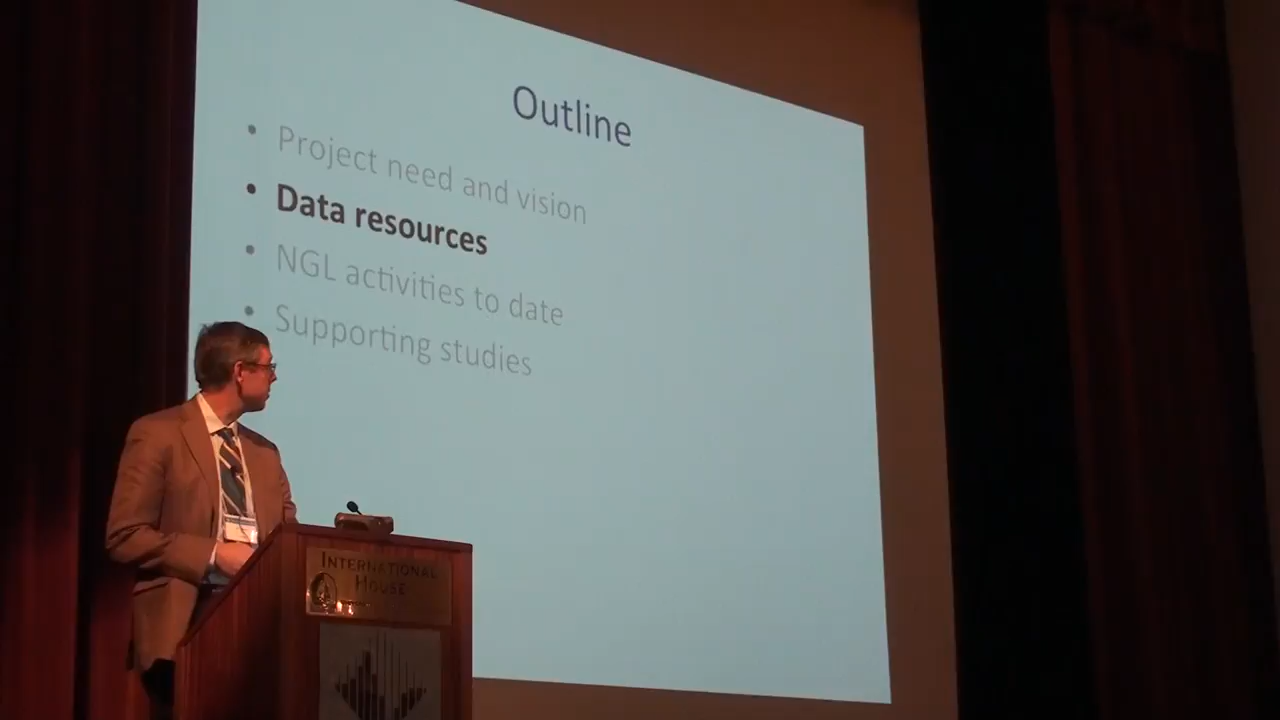 Outline
• Project need and vision
• Data resources
• NGL activities to date
• Supporting studies
INTERNATIONAL
HOUSE